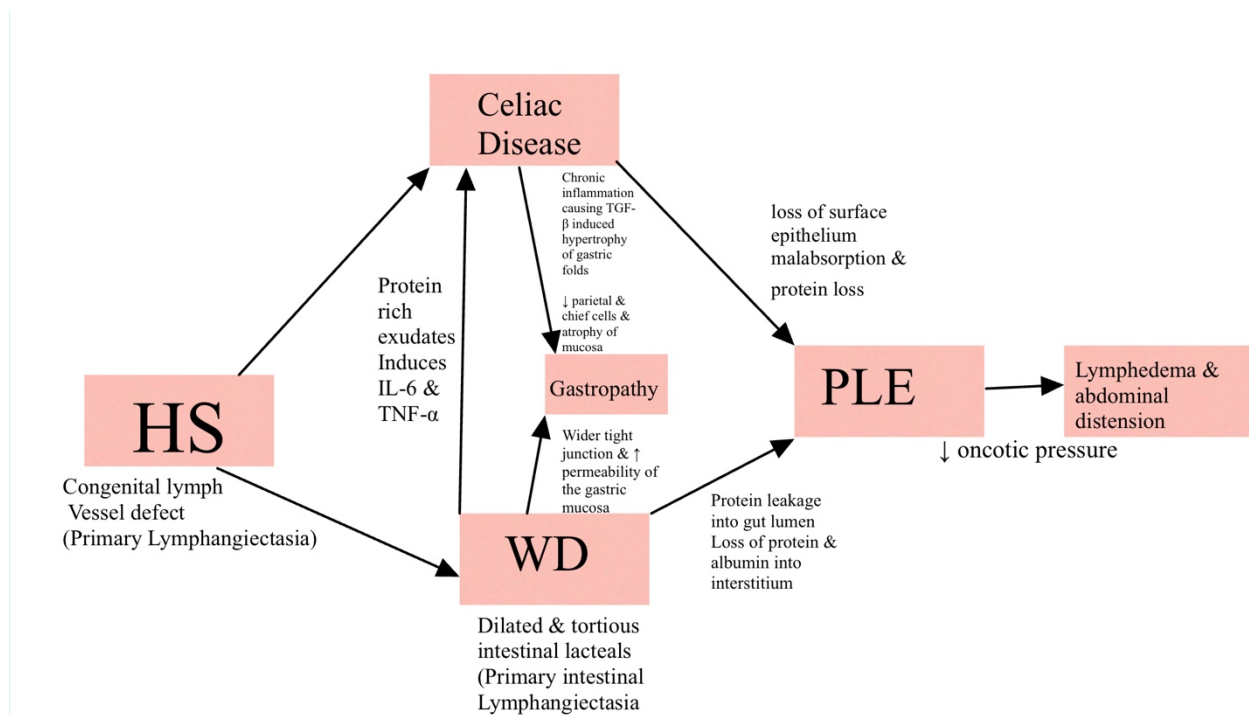 Celiac
Disease
Chronic
inflammation
causing TGF-
β induced
hypertrophy
of gastric
folds
↓ parietal &
chief cells &
atrophy of
mucosa
loss of surface
epithelium
malabsorption &
protein loss
Protein
rich
exudates
Induces
IL-6 &
TNF-α
Gastropathy
HS
Congenital lymph
Vessel defect
(Primary Lymphangiectasia)
PLE
Lymphedema &
abdominal
distension
↓ oncotic pressure
Wider tight
junction & ↑
permeability of
the gastric
mucosa
WD
Protein leakage
into gut lumen
Loss of protein &
albumin into
interstitium
Dilated & tortious
intestinal lacteals
(Primary intestinal
Lymphangiectasia